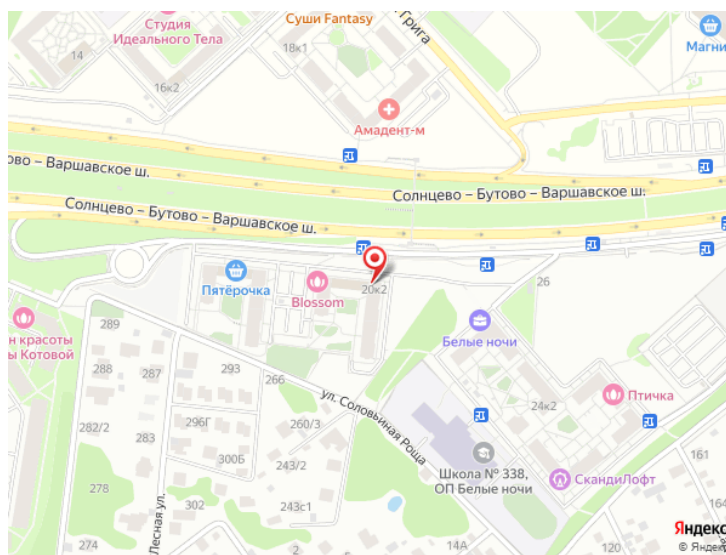 Студия
Идеального Тела
14
16к2
Суши Fantasy
18к1
Грига
Амадент-м
Магни
ово – Варшавское ш.
Солнцево – Бутово – Варшавское ш.
Солнцево – Бутово – Варшавское ш.
Пятёрочка
Blossom
20к2
26
Белые ночи
н красоты
ы Котовой
289
288
287
293
266
ул. Соловьиная Роща
Птичка
24к2
282/2
283
296Г
300Б
260/3
243/2
Школа № 338,
ОП Белые ночи
СкандиЛофт
161
164
278
Лесная ул.
302
243с1
14А
120
Яндекс
© Яндекс